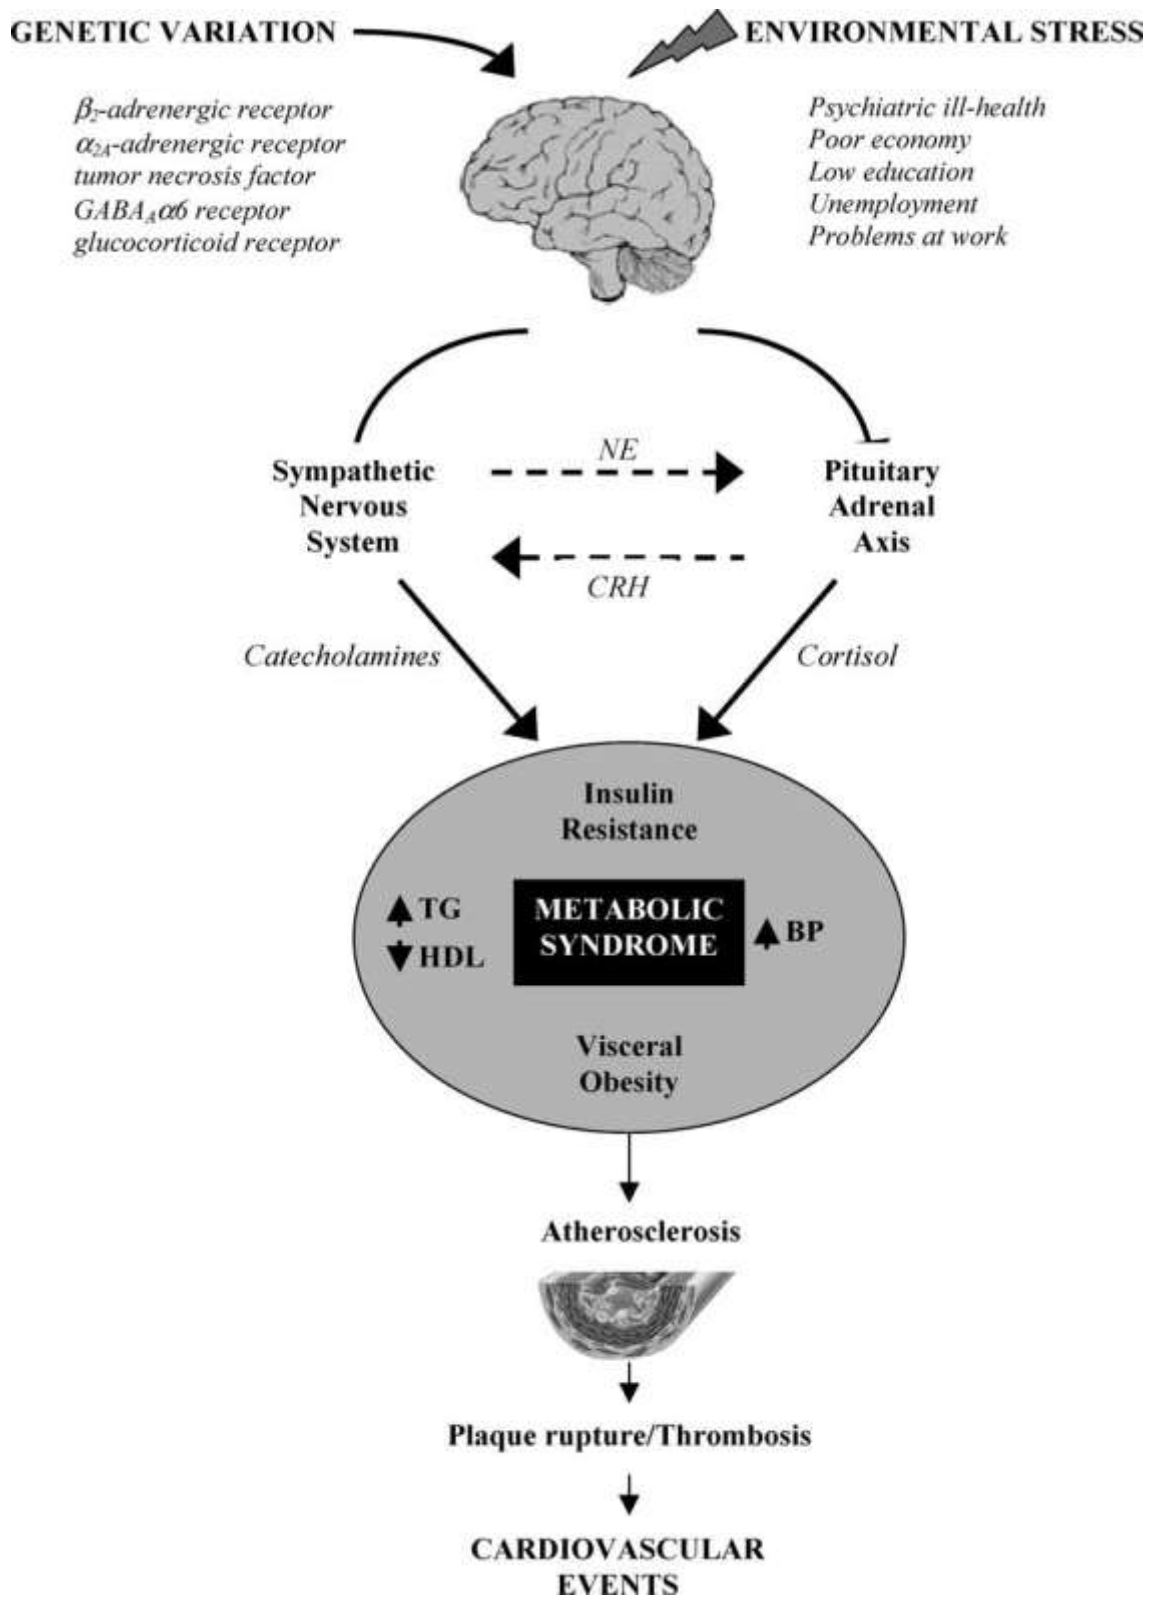 GENETIC VARIATION
ENVIRONMENTAL STRESS
β2-adrenergic receptor
α2A-adrenergic receptor
tumor necrosis factor
GABAAα6 receptor
glucocorticoid receptor
Psychiatric ill-health
Poor economy
Low education
Unemployment
Problems at work
Sympathetic
Nervous
System
NE
CRH
Pituitary
Adrenal
Axis
Catecholamines
Cortisol
Insulin
Resistance
TG
HDL
METABOLIC
SYNDROME
BP
Visceral
Obesity
Atherosclerosis
Plaque rupture/Thrombosis
CARDIOVASCULAR
EVENTS